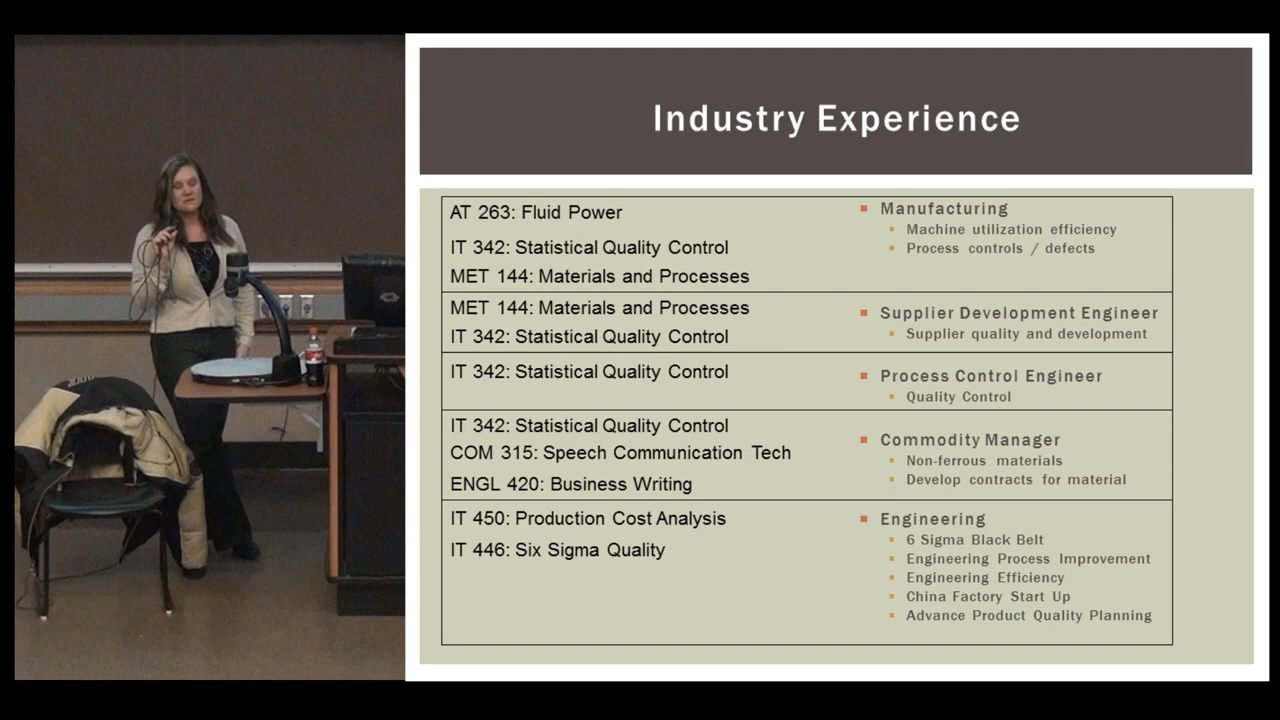 Industry Experience
AT 263: Fluid Power
IT 342: Statistical Quality Control
MET 144: Materials and Processes
Manufacturing
Machine utilization efficiency
Process controls / defects
MET 144: Materials and Processes
IT 342: Statistical Quality Control
Supplier Development Engineer
Supplier quality and development
IT 342: Statistical Quality Control
Process Control Engineer
Quality Control
IT 342: Statistical Quality Control
COM 315: Speech Communication Tech
ENGL 420: Business Writing
Commodity Manager
Non-ferrous materials
Develop contracts for material
IT 450: Production Cost Analysis
IT 446: Six Sigma Quality
Engineering
6 Sigma Black Belt
Engineering Process Improvement
Engineering Efficiency
China Factory Start Up
Advance Product Quality Planning